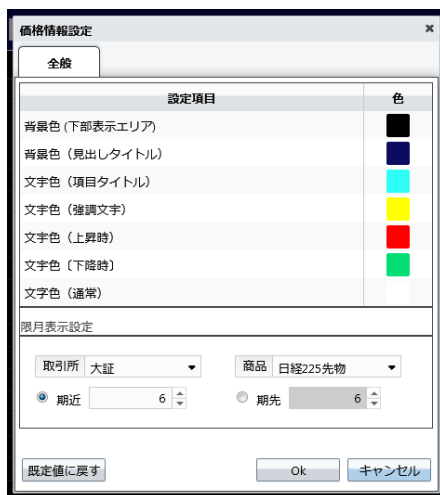 価格情報設定
全般
設定項目 色
背景色 (下部表示エリア)
背景色（見出しタイトル）
文字色（項目タイトル）
文字色（強調文字）
文字色（上昇時）
文字色〔下降時〕
文字色（通常）
限月表示設定
取引所 大証 商品 日経225先物
期近 6 期先 6
既定値に戻す Ok キャンセル